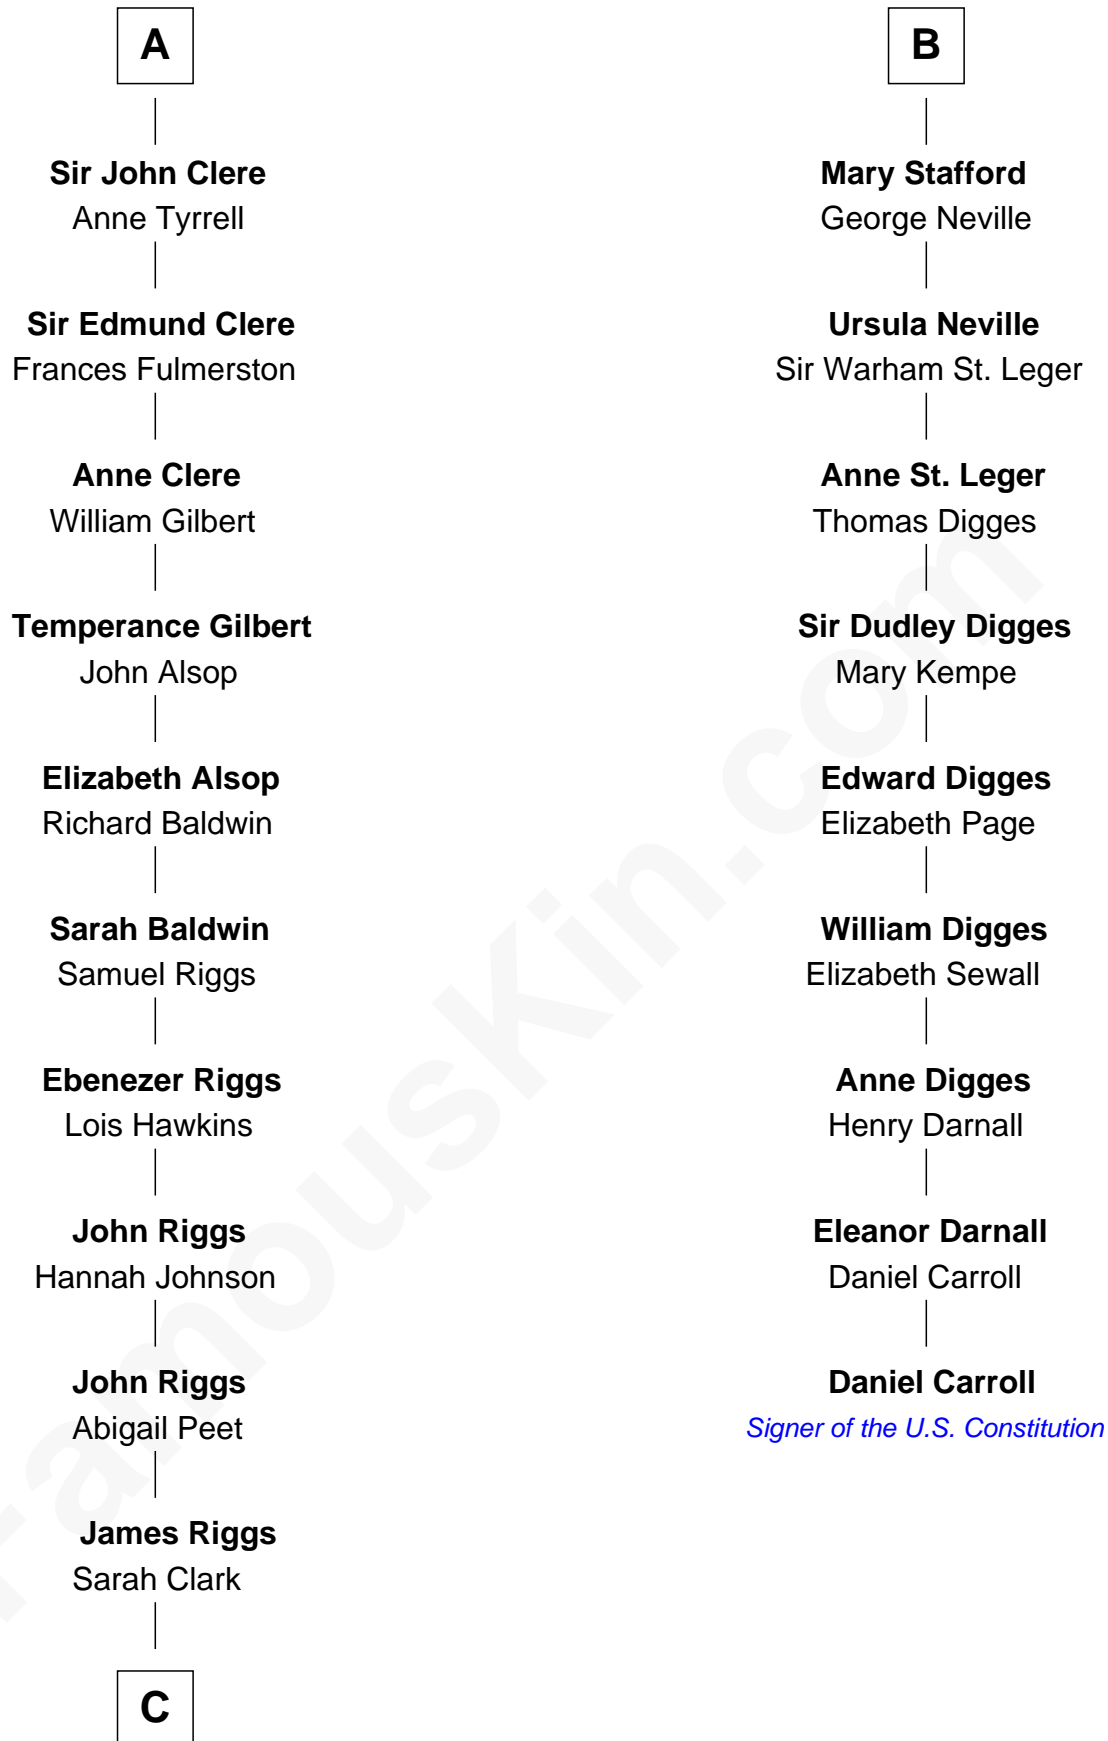 A
Sir John Clere
Anne Tyrrell
Sir Edmund Clere
Frances Fulmerston
Anne Clere
William Gilbert
Temperance Gilbert
John Alsop
Elizabeth Alsop
Richard Baldwin
Sarah Baldwin
Samuel Riggs
Ebenezer Riggs
Lois Hawkins
John Riggs
Hannah Johnson
John Riggs
Abigail Peet
James Riggs
Sarah Clark
C
B
Mary Stafford
George Neville
Ursula Neville
Sir Warham St. Leger
Anne St. Leger
Thomas Digges
Sir Dudley Digges
Mary Kempe
Edward Digges
Elizabeth Page
William Digges
Elizabeth Sewall
Anne Digges
Henry Darnall
Eleanor Darnall
Daniel Carroll
Daniel Carroll
Signer of the U.S. Constitution
FamousKin.com